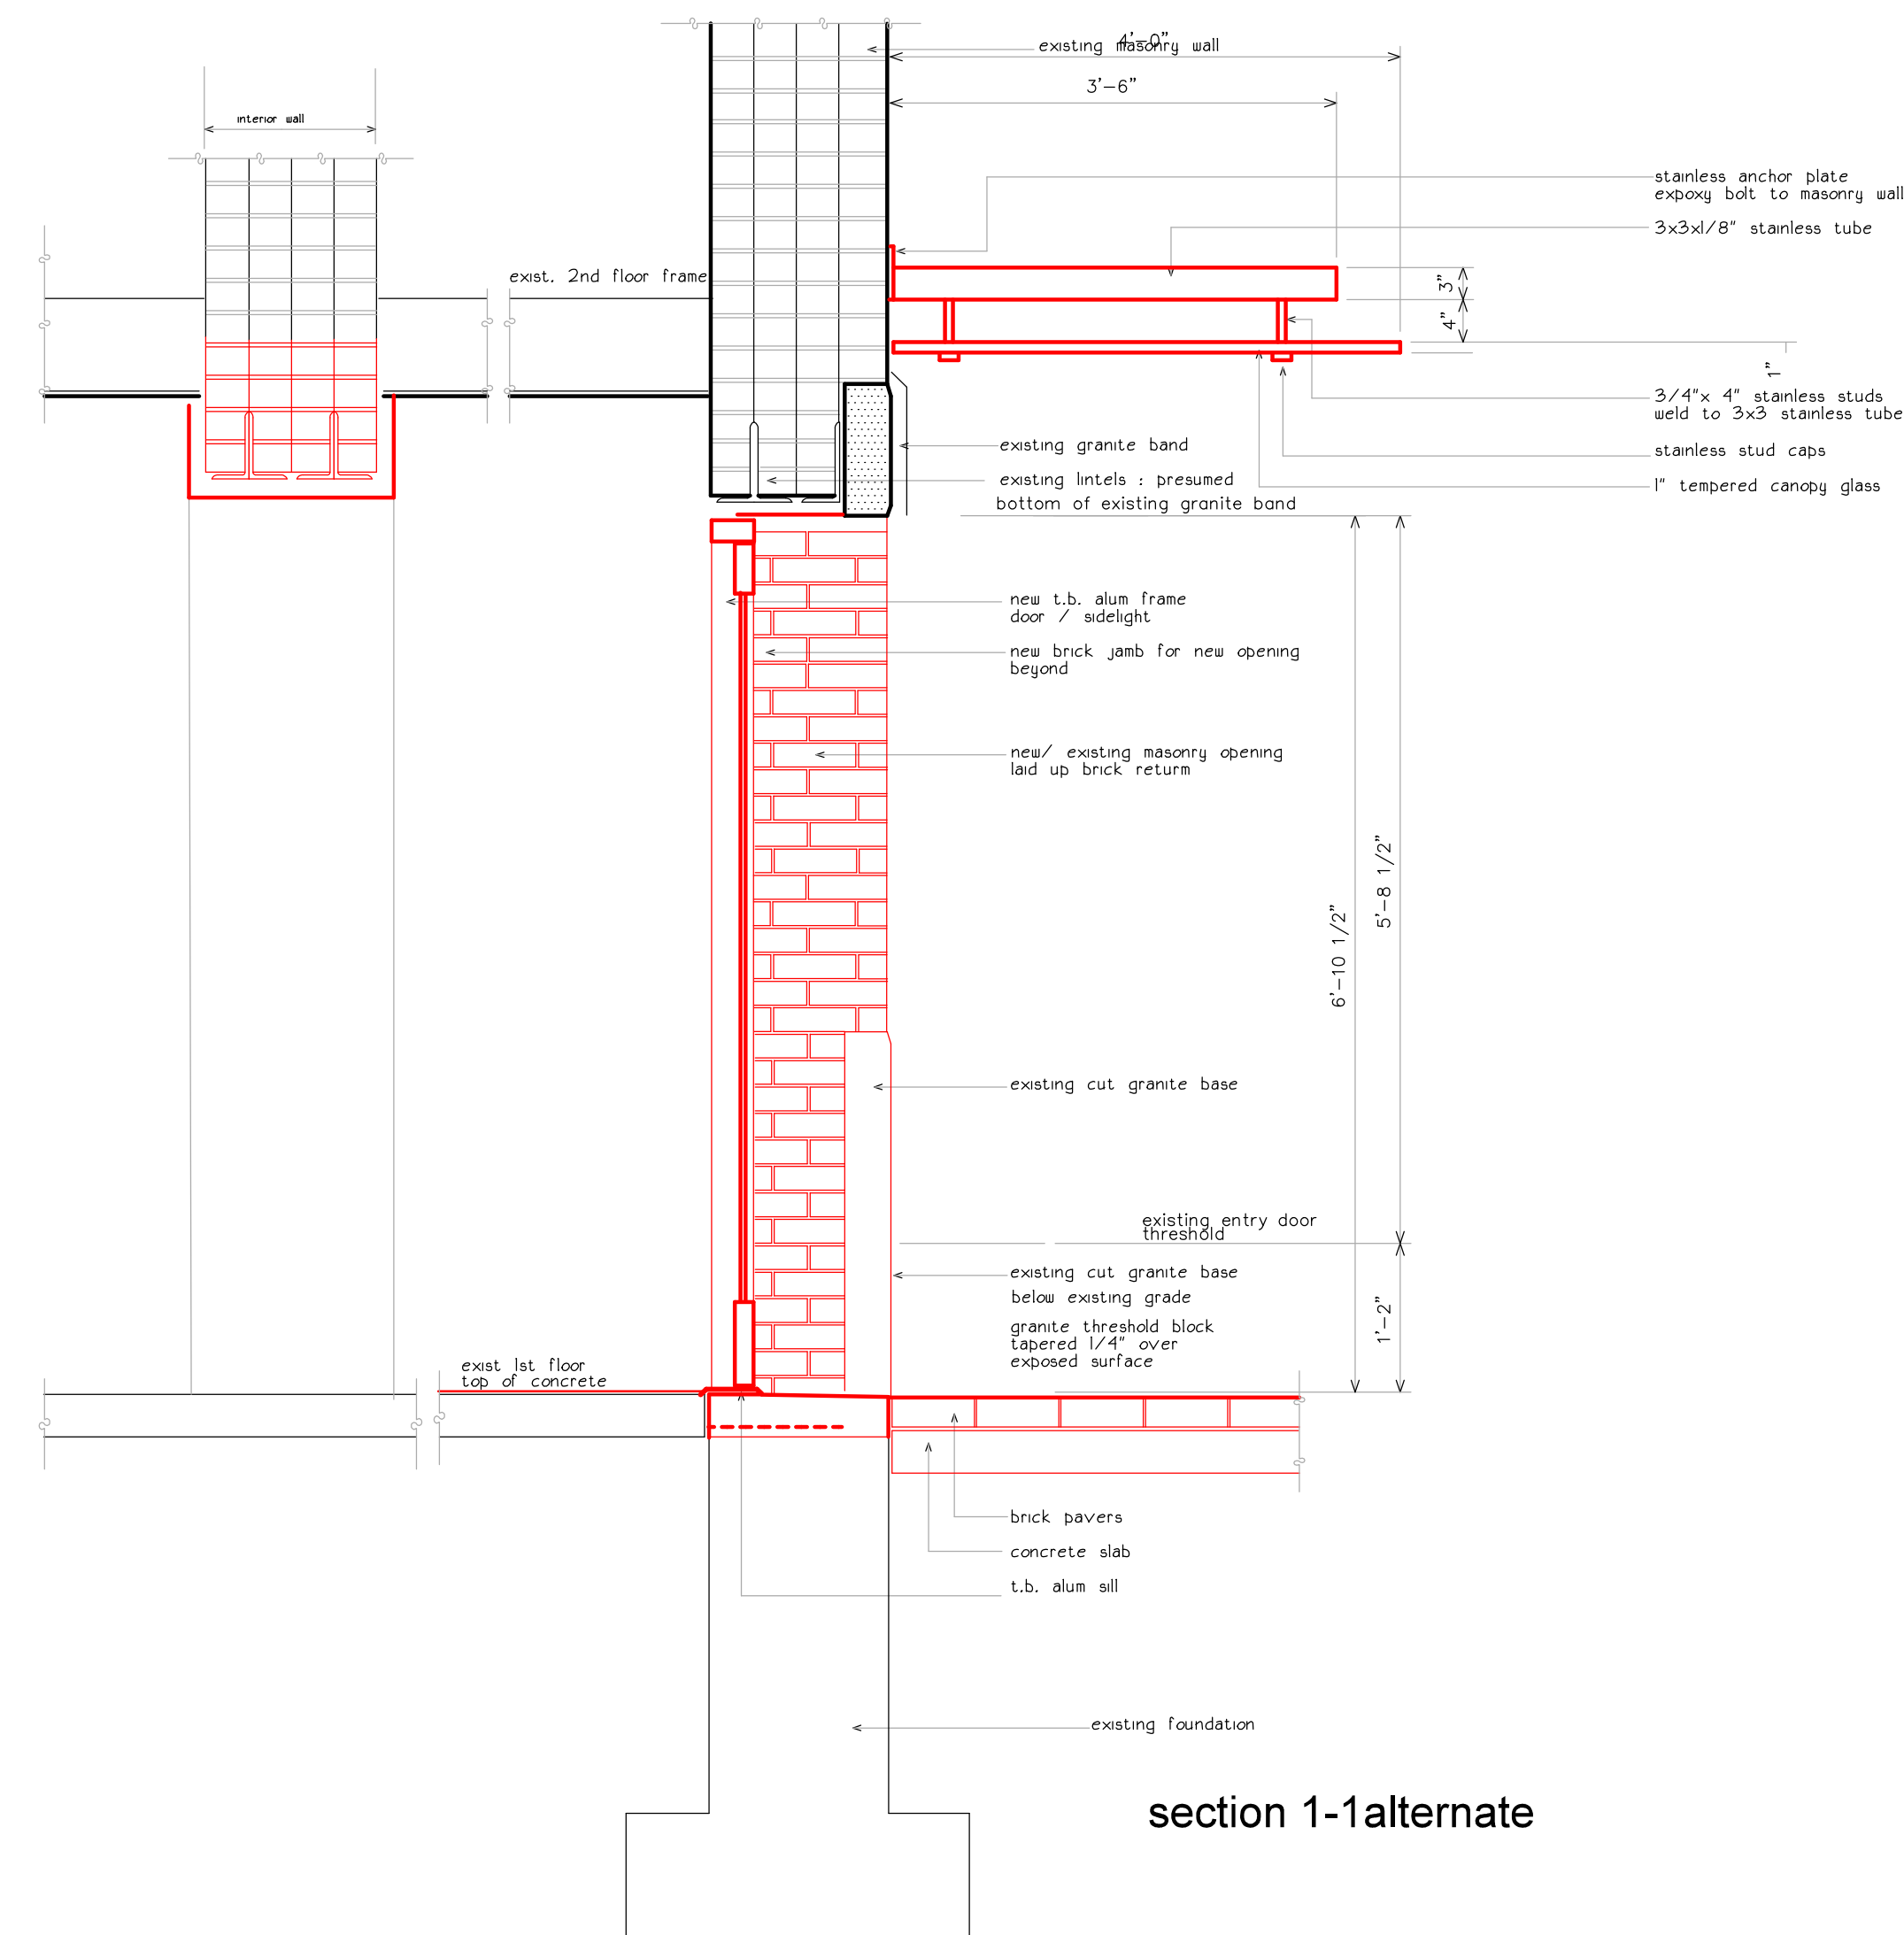 4'-0"
existing masonry wall
3'-6"
interior wall
stainless anchor plate
expoxy bolt to masonry wall
3x3x1/8" stainless tube
exist. 2nd floor frame
3"
4"
1"
3/4"x 4" stainless studs
weld to 3x3 stainless tube
existing granite band
stainless stud caps
existing lintels : presumed
1" tempered canopy glass
bottom of existing granite band
new t.b. alum frame
door / sidelight
new brick jamb for new opening
beyond
new/ existing masonry opening
laid up brick returm
5'-8 1/2"
6'-10 1/2"
existing cut granite base
existing entry door
threshold
existing cut granite base
below existing grade
1'-2"
granite threshold block
tapered 1/4" over
exposed surface
exist 1st floor
top of concrete
brick pavers
concrete slab
t.b. alum sill
existing foundation
section 1-1alternate